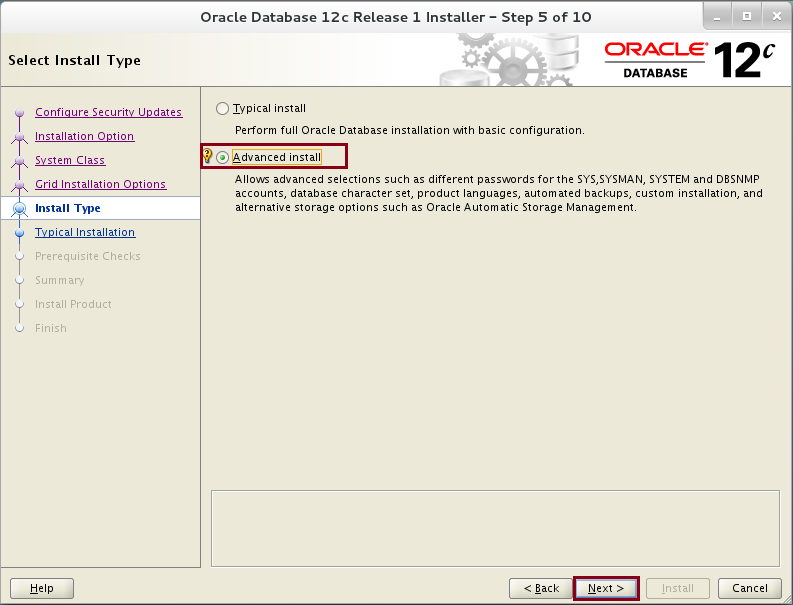 Oracle Database 12c Release 1 Installer - Step 5 of 10
Select Install Type
ORACLE®
DATABASE
12c
Configure Security Updates
Installation Option
System Class
Grid Installation Options
Install Type
Typical Installation
Prerequisite Checks
Summary
Install Product
Finish
Typical install
Perform full Oracle Database installation with basic configuration.
Advanced install
Allows advanced selections such as different passwords for the SYS,SYSMAN, SYSTEM and DBSNMP
accounts, database character set, product languages, automated backups, custom installation, and
alternative storage options such as Oracle Automatic Storage Management.
Help
< Back
Next >
Install
Cancel